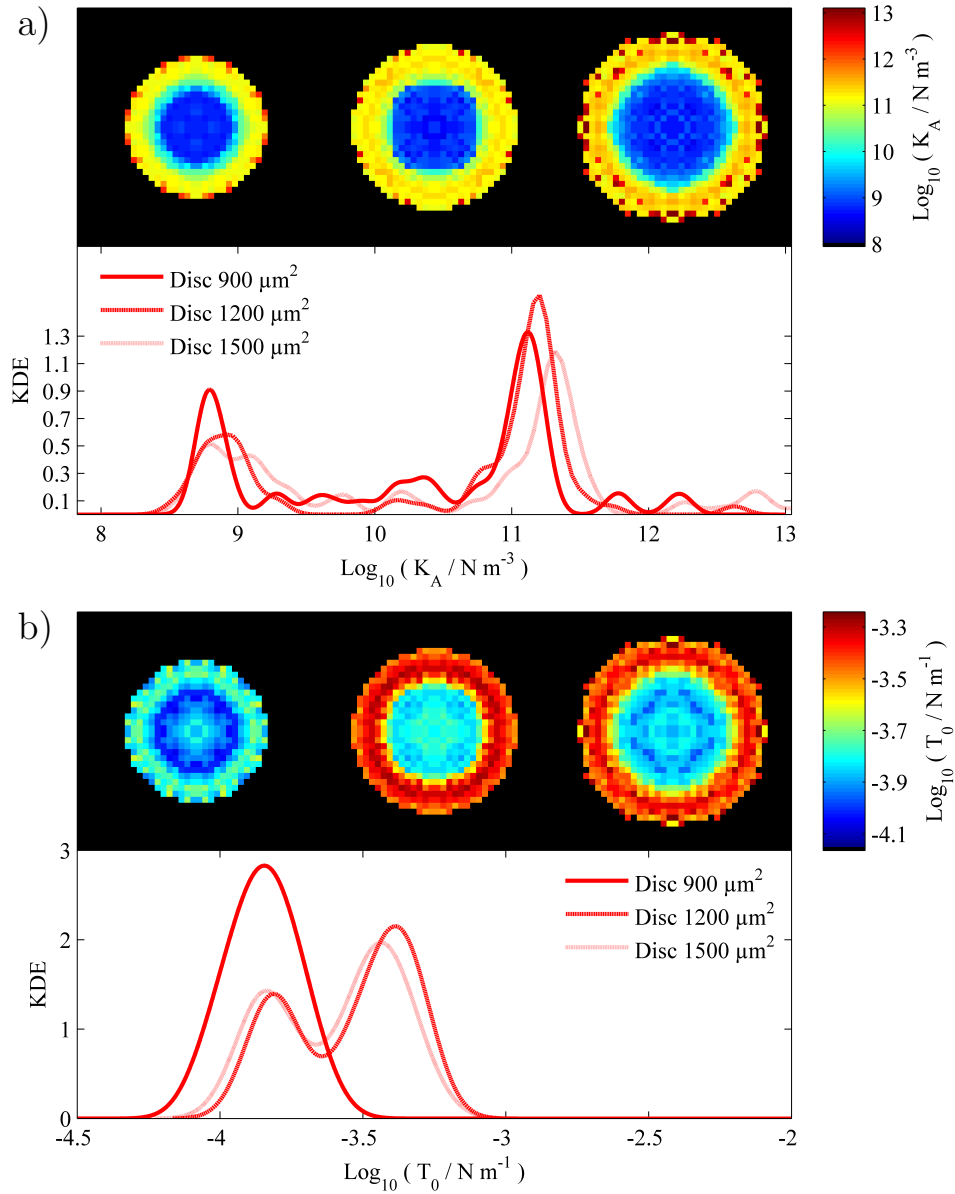 a)
13
12
11
10
9
8
Log10 ( K_A / N m^-3 )
Disc 900 µm²
Disc 1200 µm²
Disc 1500 µm²
KDE
1.3
1.1
0.9
0.7
0.5
0.3
0.1
8 9 10 11 12 13
Log10 ( K_A / N m^-3 )
b)
-3.3
-3.5
-3.7
-3.9
-4.1
Log10 ( T_0 / N m^-1 )
Disc 900 µm²
Disc 1200 µm²
Disc 1500 µm²
KDE
3
2
1
0
-4.5 -4 -3.5 -3 -2.5 -2
Log10 ( T_0 / N m^-1 )